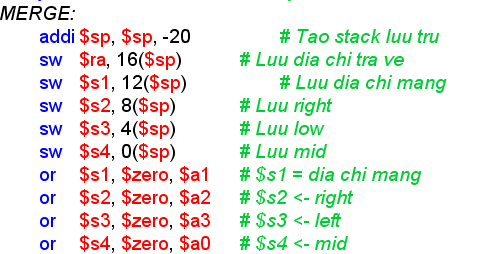 MERGE:
addi $sp, $sp, -20 # Tao stack luu tru
sw $ra, 16($sp) # Luu dia chi tra ve
sw $s1, 12($sp) # Luu dia chi mang
sw $s2, 8($sp) # Luu right
sw $s3, 4($sp) # Luu low
sw $s4, 0($sp) # Luu mid
or $s1, $zero, $a1 # $s1 = dia chi mang
or $s2, $zero, $a2 # $s2 <- right
or $s3, $zero, $a3 # $s3 <- left
or $s4, $zero, $a0 # $s4 <- mid